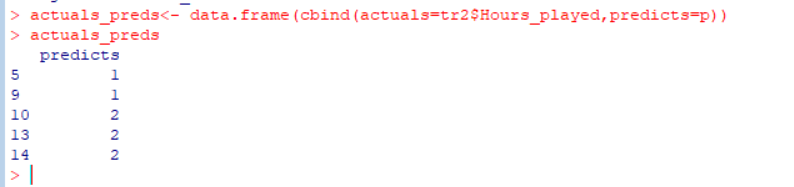 > actuals_preds<- data.frame(cbind(actuals=tr2$Hours_played,predicts=p))
> actuals_preds
   predicts
5         1
9         1
10        2
13        2
14        2
>